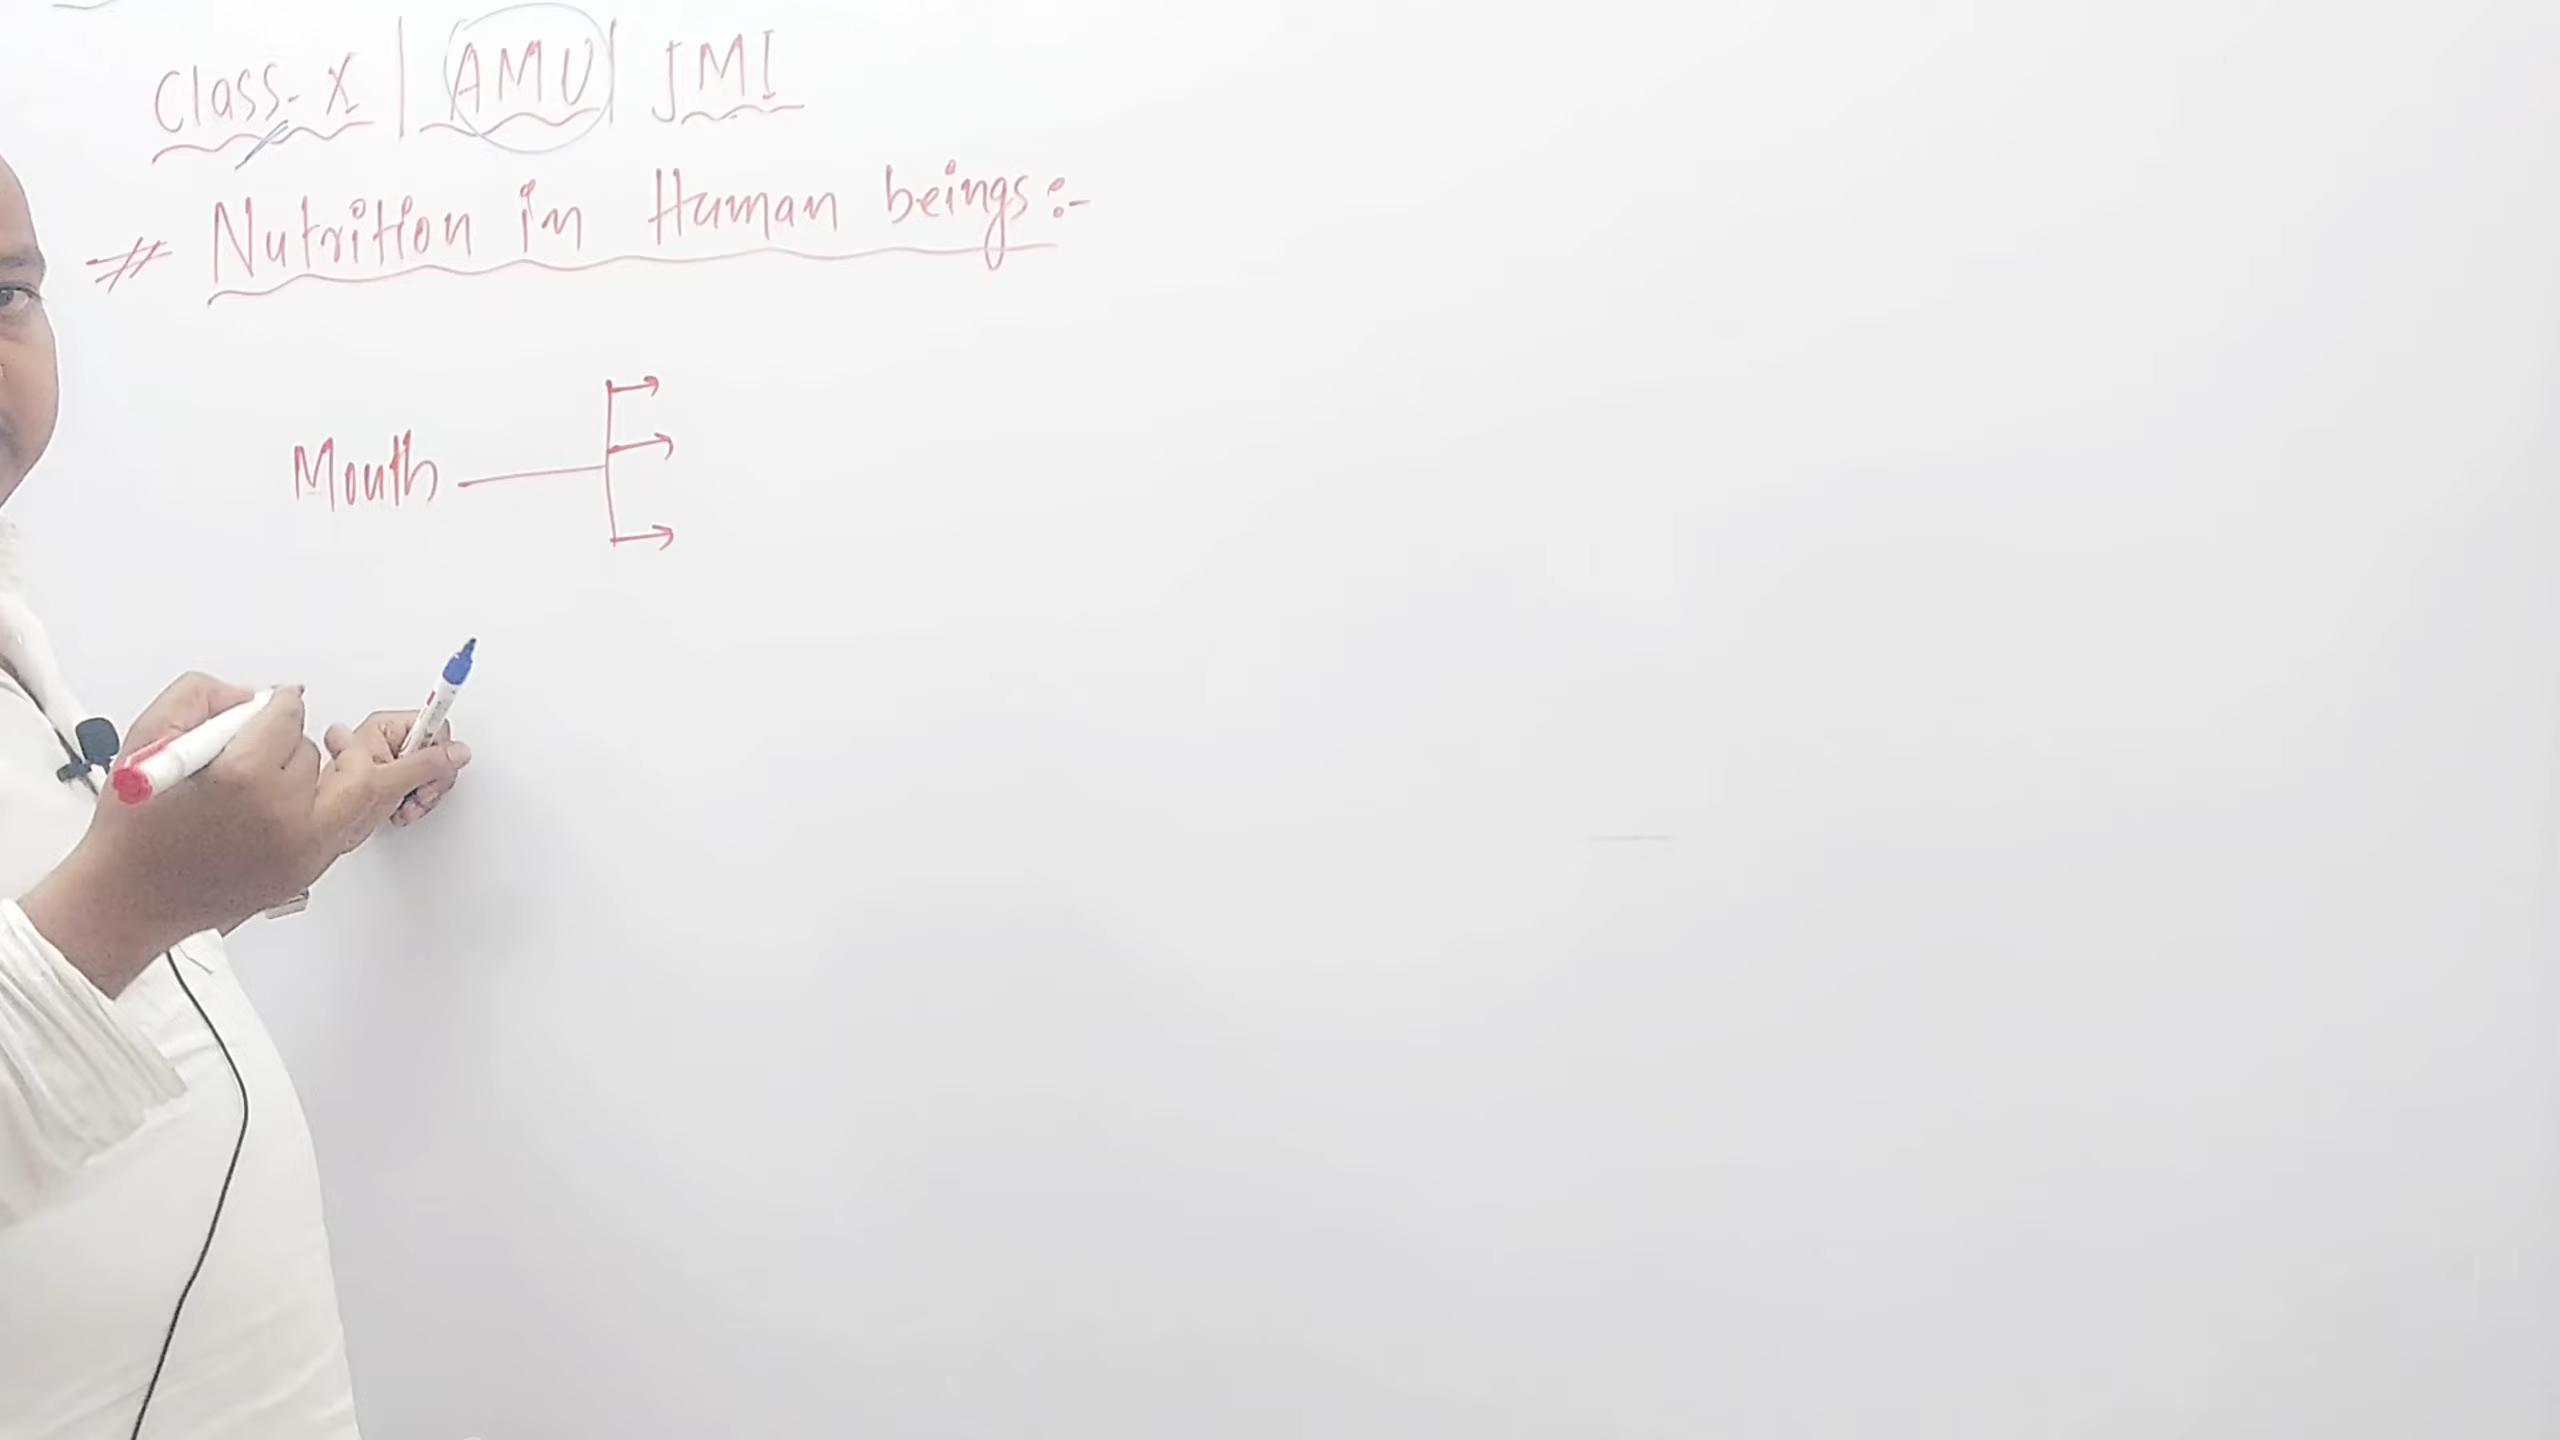 Class-X | AMU | JMI
# Nutrition in Human beings:-
Mouth